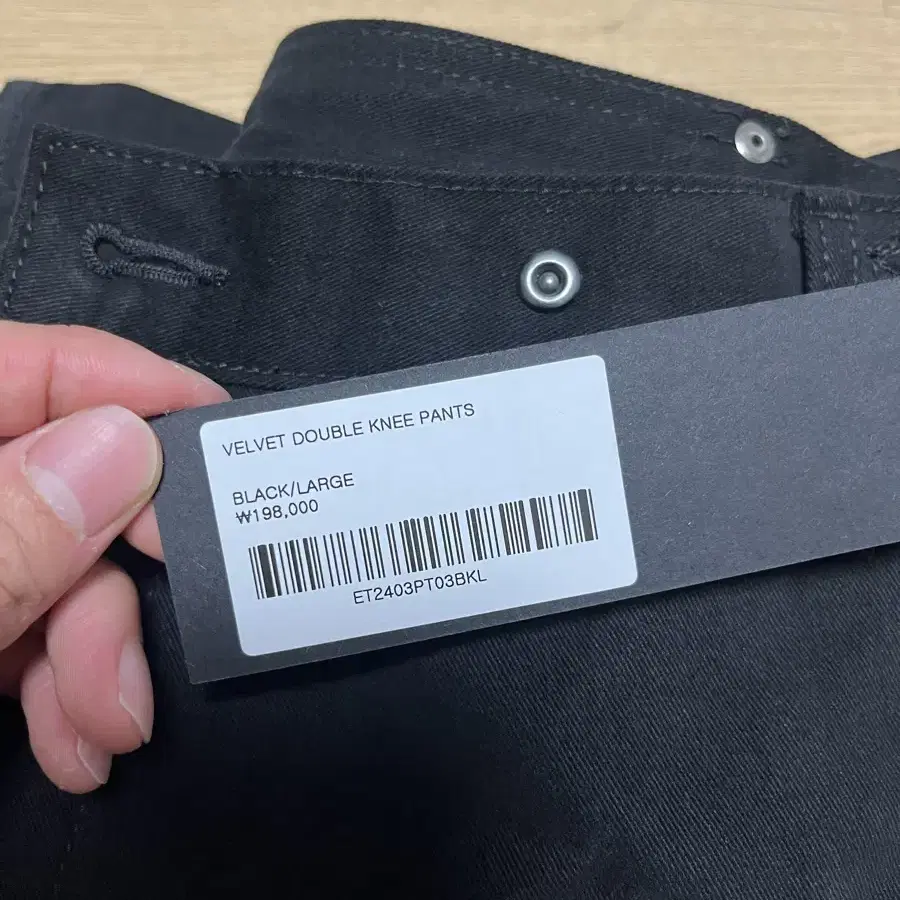 VELVET DOUBLE KNEE PANTS
BLACK/LARGE
₩198,000
ET2403PT03BKL